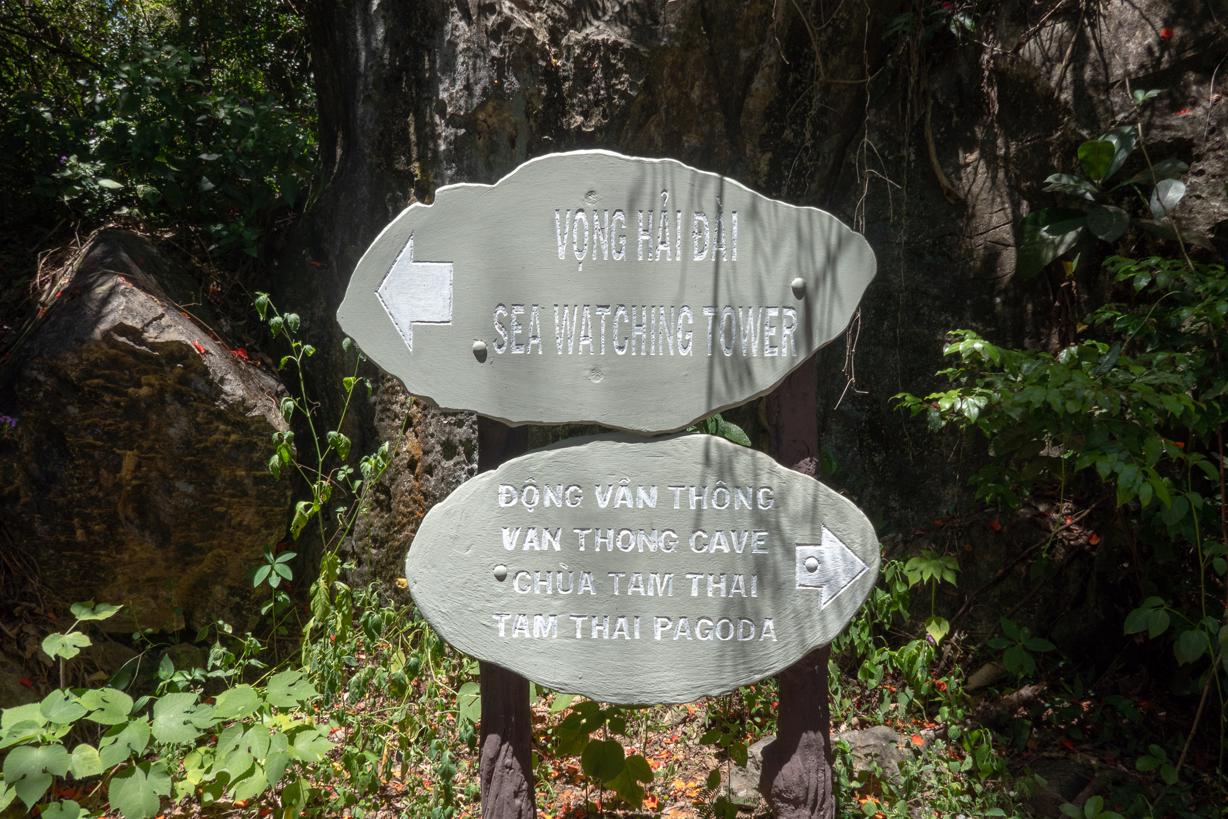 VỌNG HẢI ĐÀI
SEA WATCHING TOWER
ĐỘNG VÂN THÔNG
VAN THONG CAVE
CHÙA TAM THAI
TAM THAI PAGODA